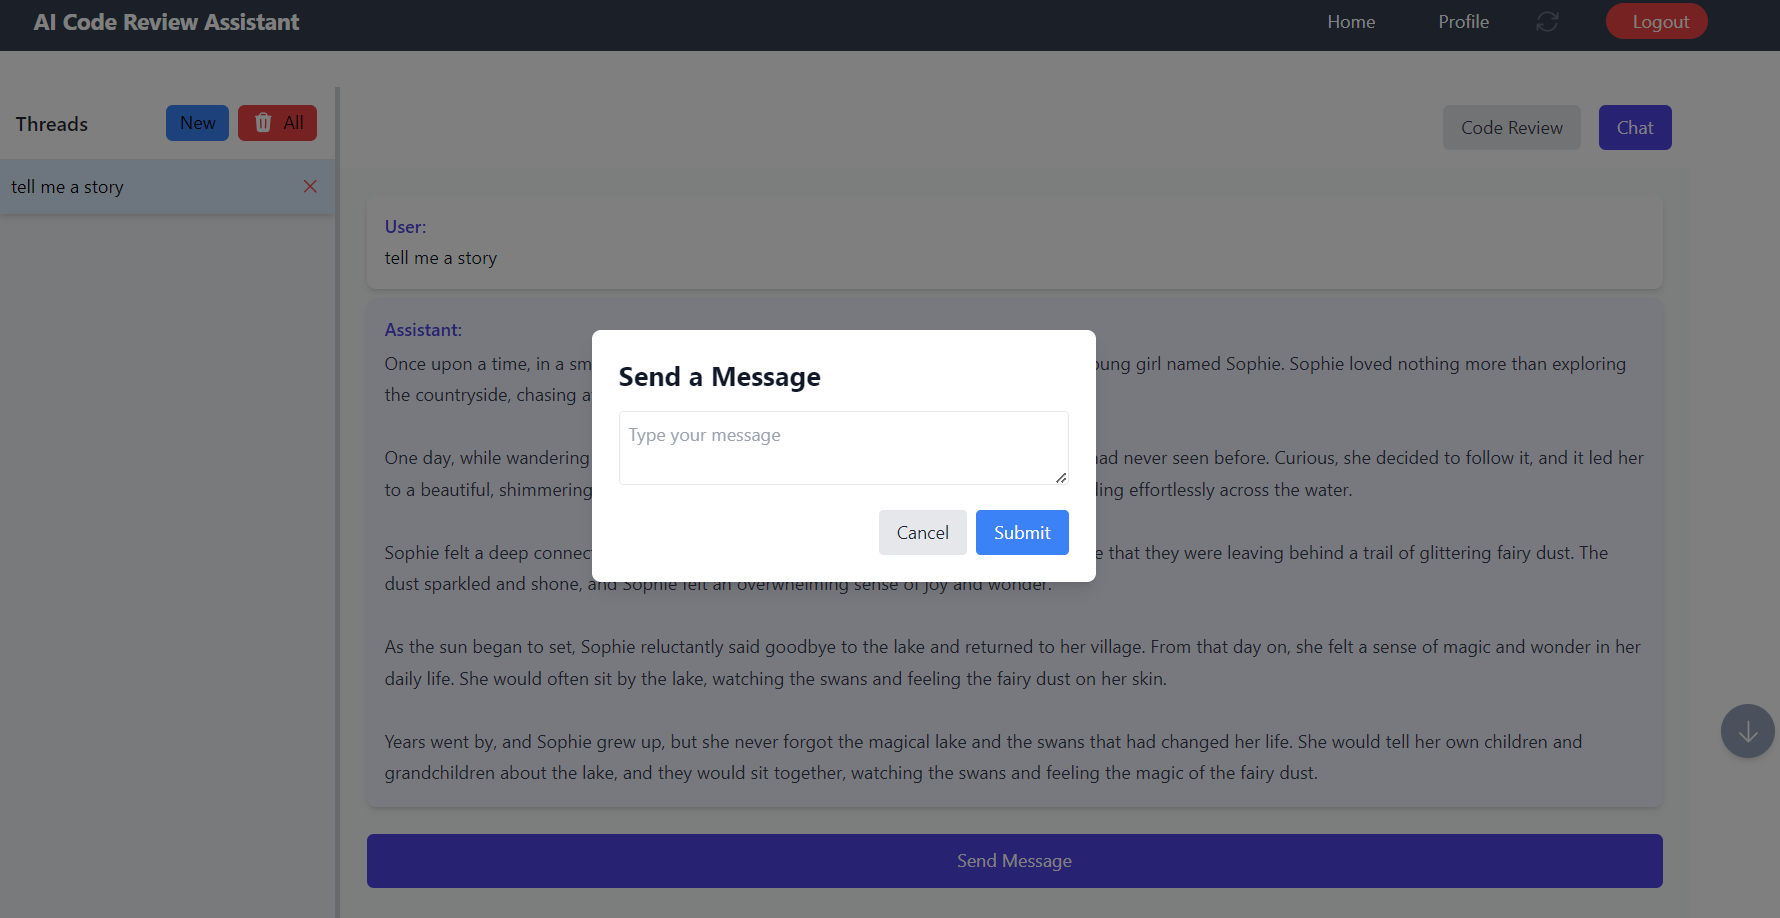 AI Code Review Assistant
Home
Profile
Logout
Threads
New
All
Code Review
Chat
tell me a story
User:
tell me a story
Assistant:
Once upon a time, in a young girl named Sophie. Sophie loved nothing more than exploring
the countryside, chasing
One day, while wandering had never seen before. Curious, she decided to follow it, and it led her
to a beautiful, shimmering effortlessly across the water.
Sophie felt a deep that they were leaving behind a trail of glittering fairy dust. The
dust sparkled and shone, and Sophie felt an overwhelming sense of joy and wonder.
As the sun began to set, Sophie reluctantly said goodbye to the lake and returned to her village. From that day on, she felt a sense of magic and wonder in her
daily life. She would often sit by the lake, watching the swans and feeling the fairy dust on her skin.
Years went by, and Sophie grew up, but she never forgot the magical lake and the swans that had changed her life. She would tell her own children and
grandchildren about the lake, and they would sit together, watching the swans and feeling the magic of the fairy dust.
Send a Message
Type your message
Cancel
Submit
Send Message